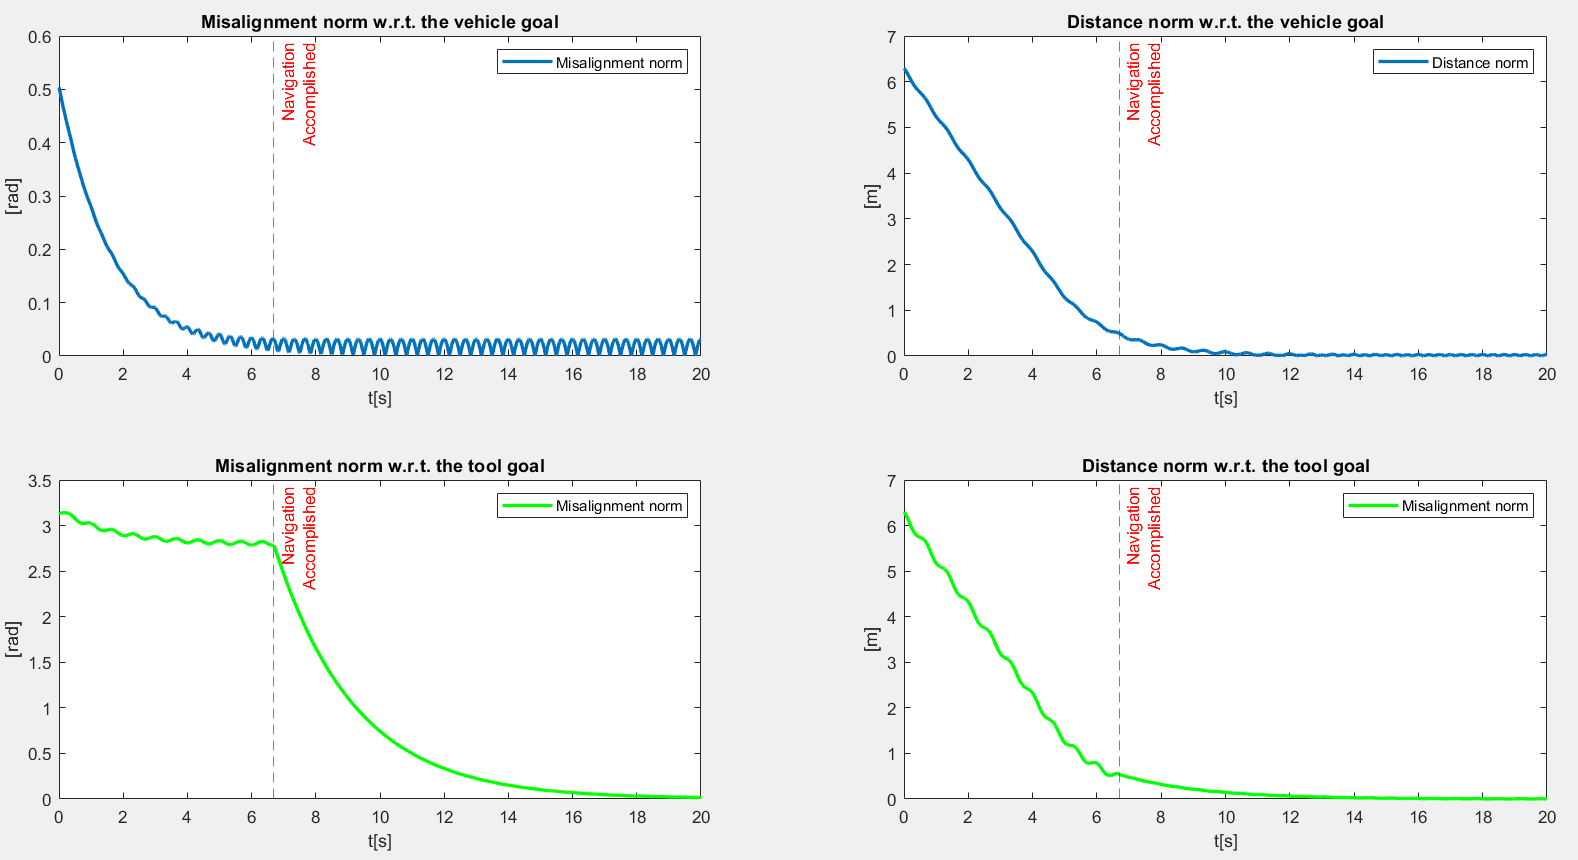 Misalignment norm w.r.t. the vehicle goal
0.6
0.5
0.4
0.3
0.2
0.1
0
[rad]
Navigation
Accomplished
Misalignment norm
0 2 4 6 8 10 12 14 16 18 20
t[s]
Distance norm w.r.t. the vehicle goal
7
6
5
4
3
2
1
0
[m]
Navigation
Accomplished
Distance norm
0 2 4 6 8 10 12 14 16 18 20
t[s]
Misalignment norm w.r.t. the tool goal
3.5
3
2.5
2
1.5
1
0.5
0
[rad]
Navigation
Accomplished
Misalignment norm
0 2 4 6 8 10 12 14 16 18 20
t[s]
Distance norm w.r.t. the tool goal
7
6
5
4
3
2
1
0
[m]
Navigation
Accomplished
Misalignment norm
0 2 4 6 8 10 12 14 16 18 20
t[s]